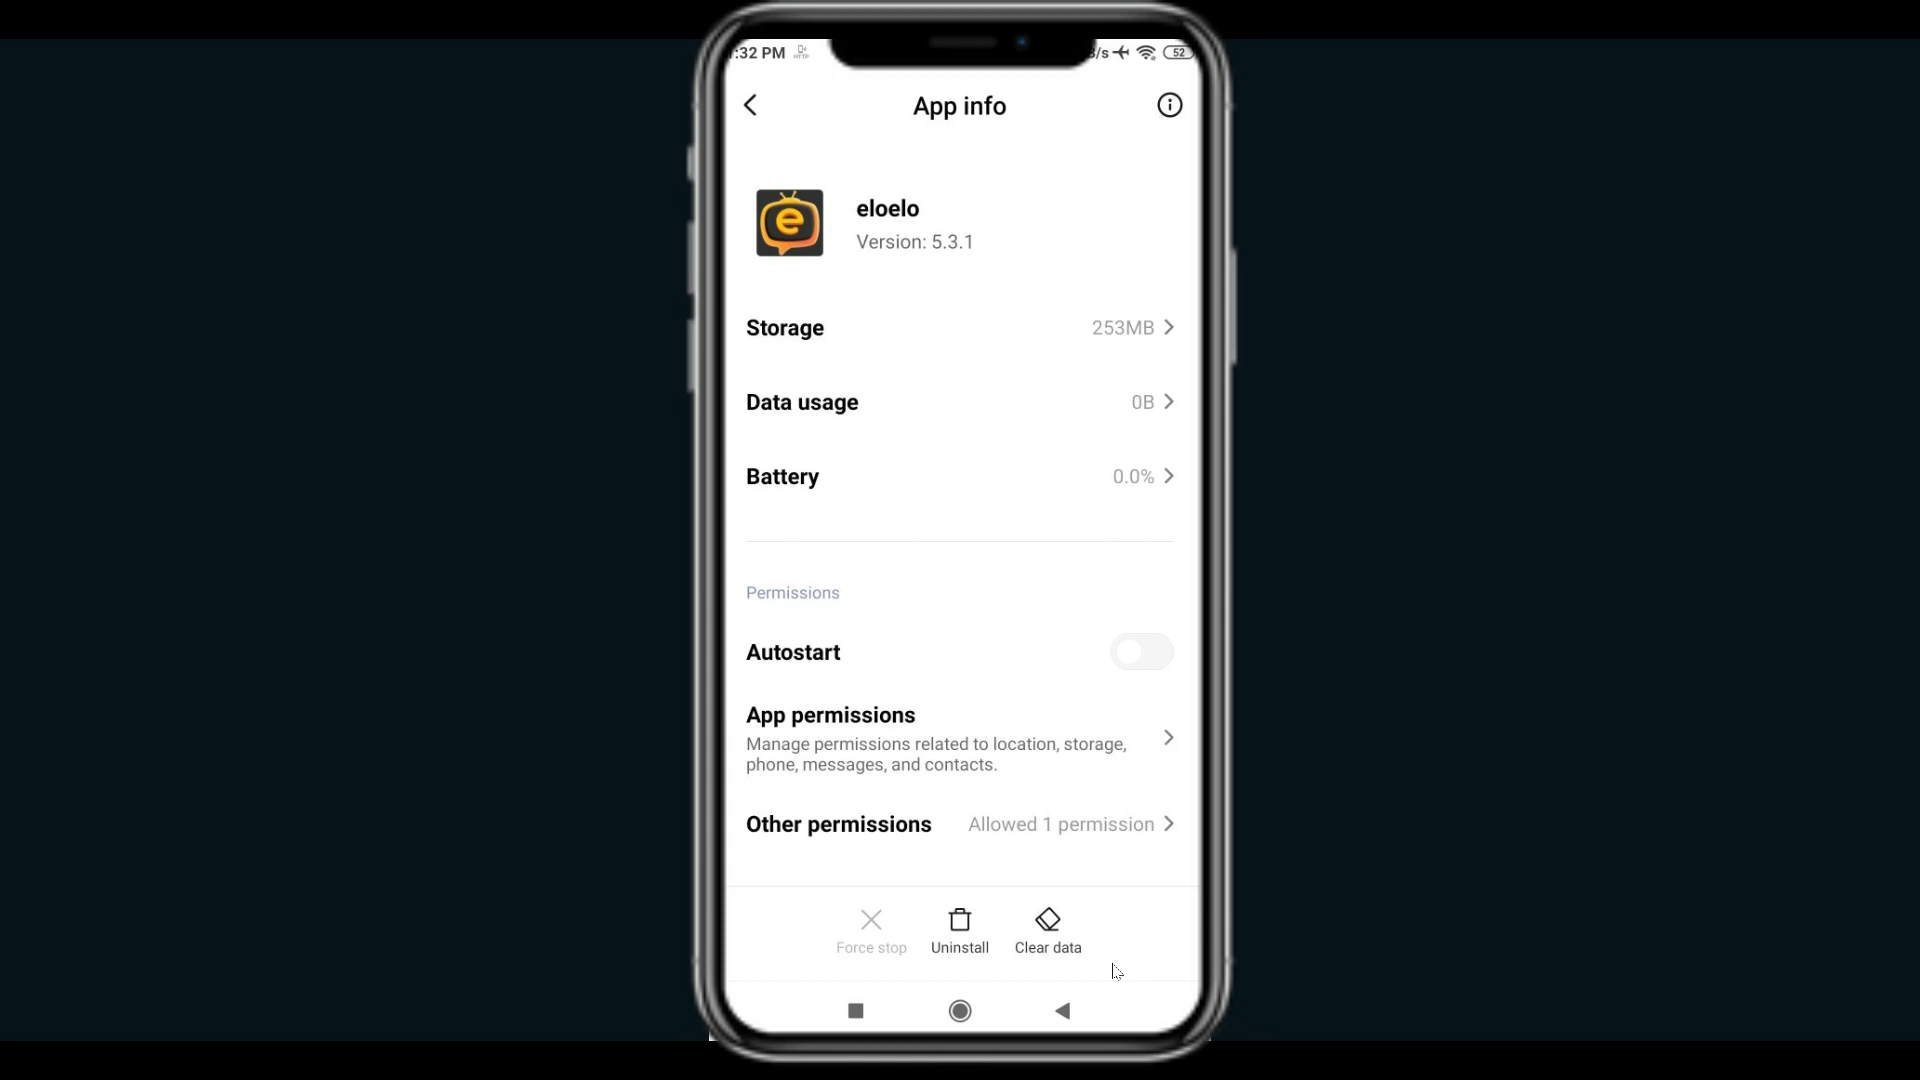 :32 PM
/s 52
App info
e
eloelo
Version: 5.3.1
Storage 253MB
Data usage 0B
Battery 0.0%
Permissions
Autostart
App permissions
Manage permissions related to location, storage,
phone, messages, and contacts.
Other permissions Allowed 1 permission
Force stop Uninstall Clear data